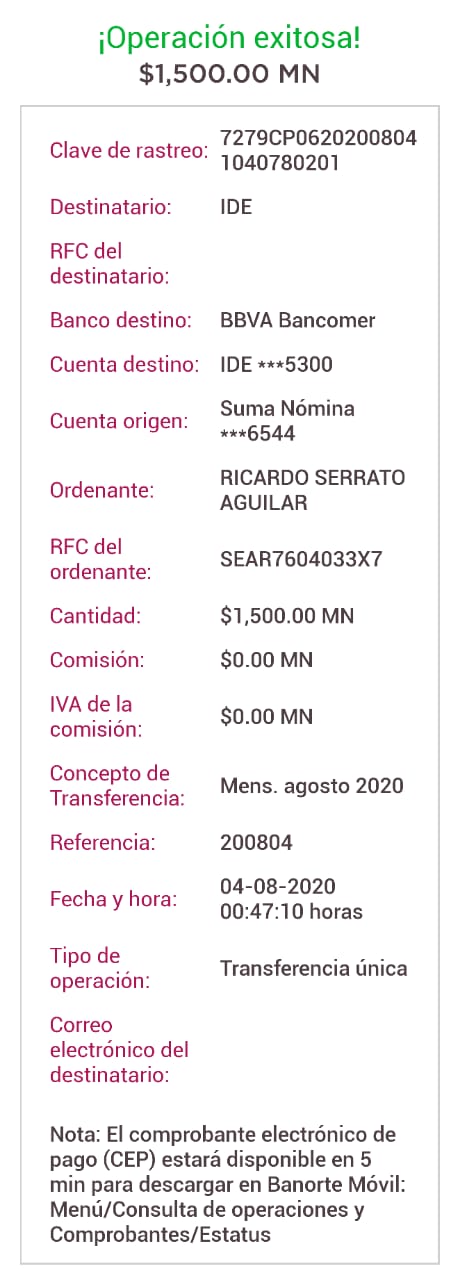 ¡Operación exitosa!
$1,500.00 MN
Clave de rastreo: 7279CP0620200804
1040780201
Destinatario: IDE
RFC del
destinatario:
Banco destino: BBVA Bancomer
Cuenta destino: IDE ***5300
Cuenta origen: Suma Nómina
***6544
Ordenante: RICARDO SERRATO
AGUILAR
RFC del
ordenante: SEAR7604033X7
Cantidad: $1,500.00 MN
Comisión: $0.00 MN
IVA de la
comisión: $0.00 MN
Concepto de
Transferencia: Mens. agosto 2020
Referencia: 200804
Fecha y hora: 04-08-2020
00:47:10 horas
Tipo de
operación: Transferencia única
Correo
electrónico del
destinatario:
Nota: El comprobante electrónico de
pago (CEP) estará disponible en 5
min para descargar en Banorte Móvil:
Menú/Consulta de operaciones y
Comprobantes/Estatus